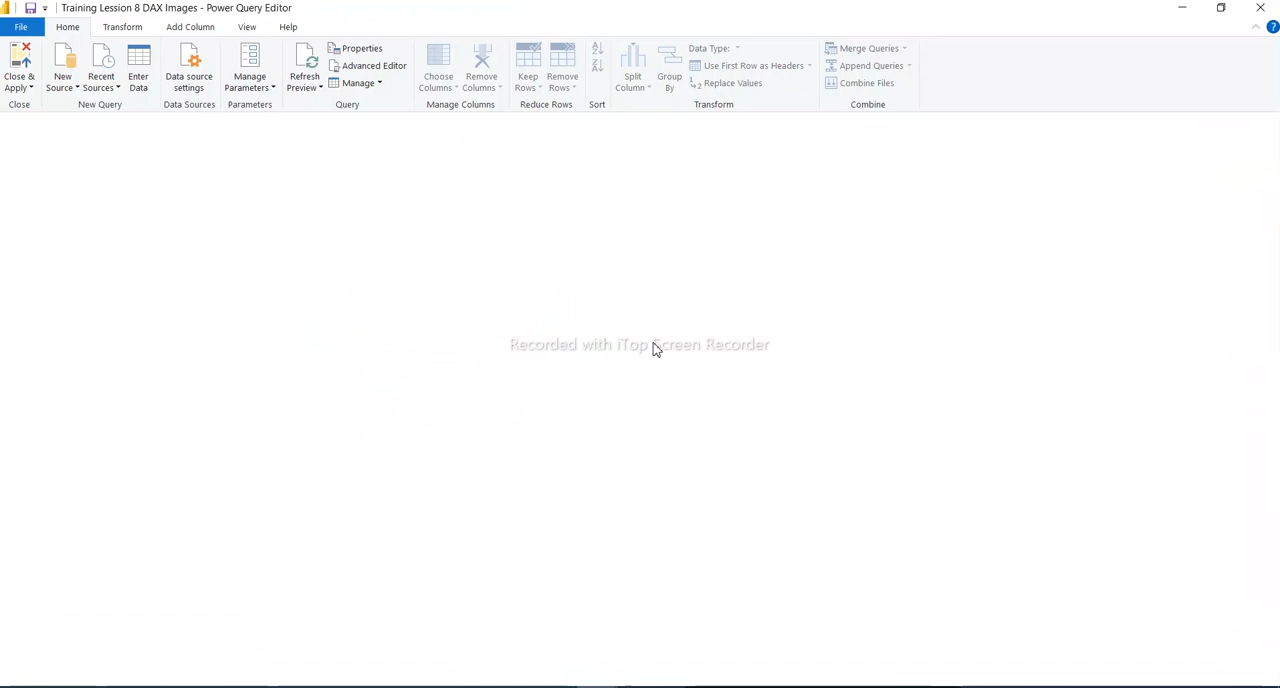 Training Lession 8 DAX Images - Power Query Editor
File Home Transform Add Column View Help
Close & Apply
New Source
Recent Sources
Enter Data
Data source settings
Manage Parameters
Refresh Preview
Properties
Advanced Editor
Manage
Choose Columns
Remove Columns
Keep Rows
Remove Rows
Split Column
Group By
Data Type:
Use First Row as Headers
Replace Values
Merge Queries
Append Queries
Combine Files
Close New Query Data Sources Parameters Query Manage Columns Reduce Rows Sort Transform Combine
Recorded with iTop Screen Recorder